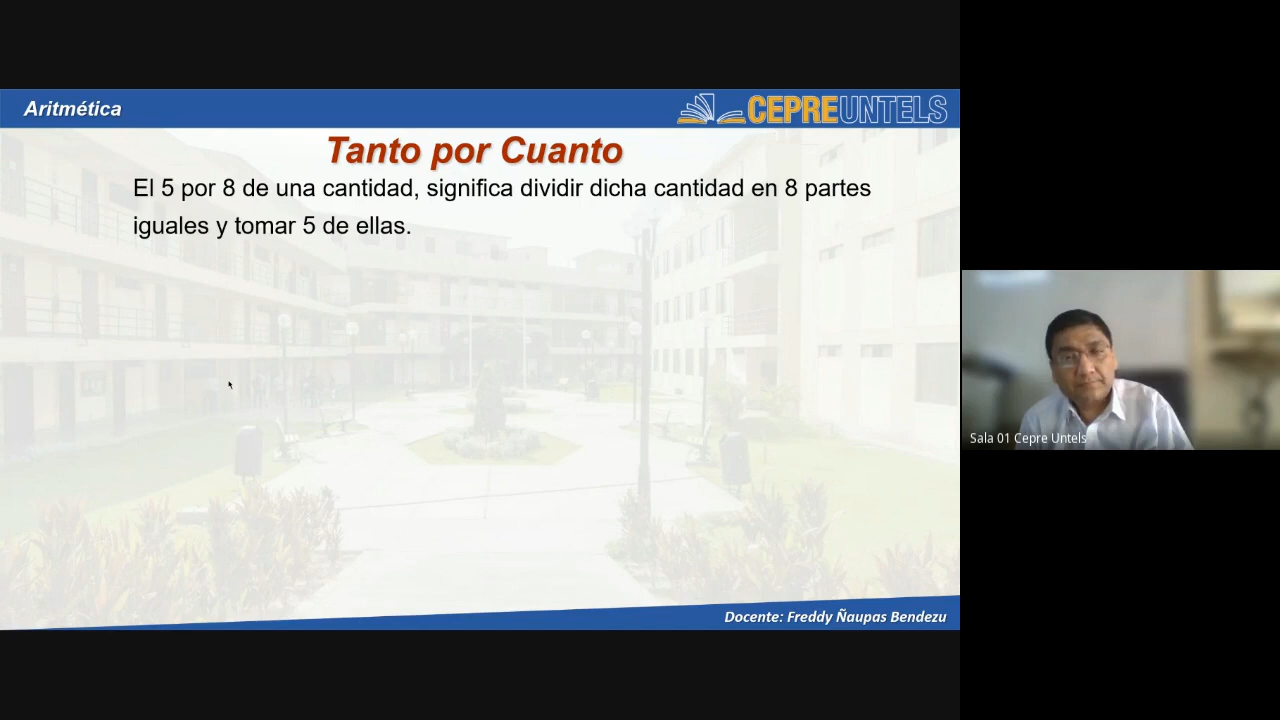 Aritmética
CEPREUNTELS
Tanto por Cuanto
El 5 por 8 de una cantidad, significa dividir dicha cantidad en 8 partes
iguales y tomar 5 de ellas.
Sala 01 Cepre Untels
Docente: Freddy Ñaupas Bendezu